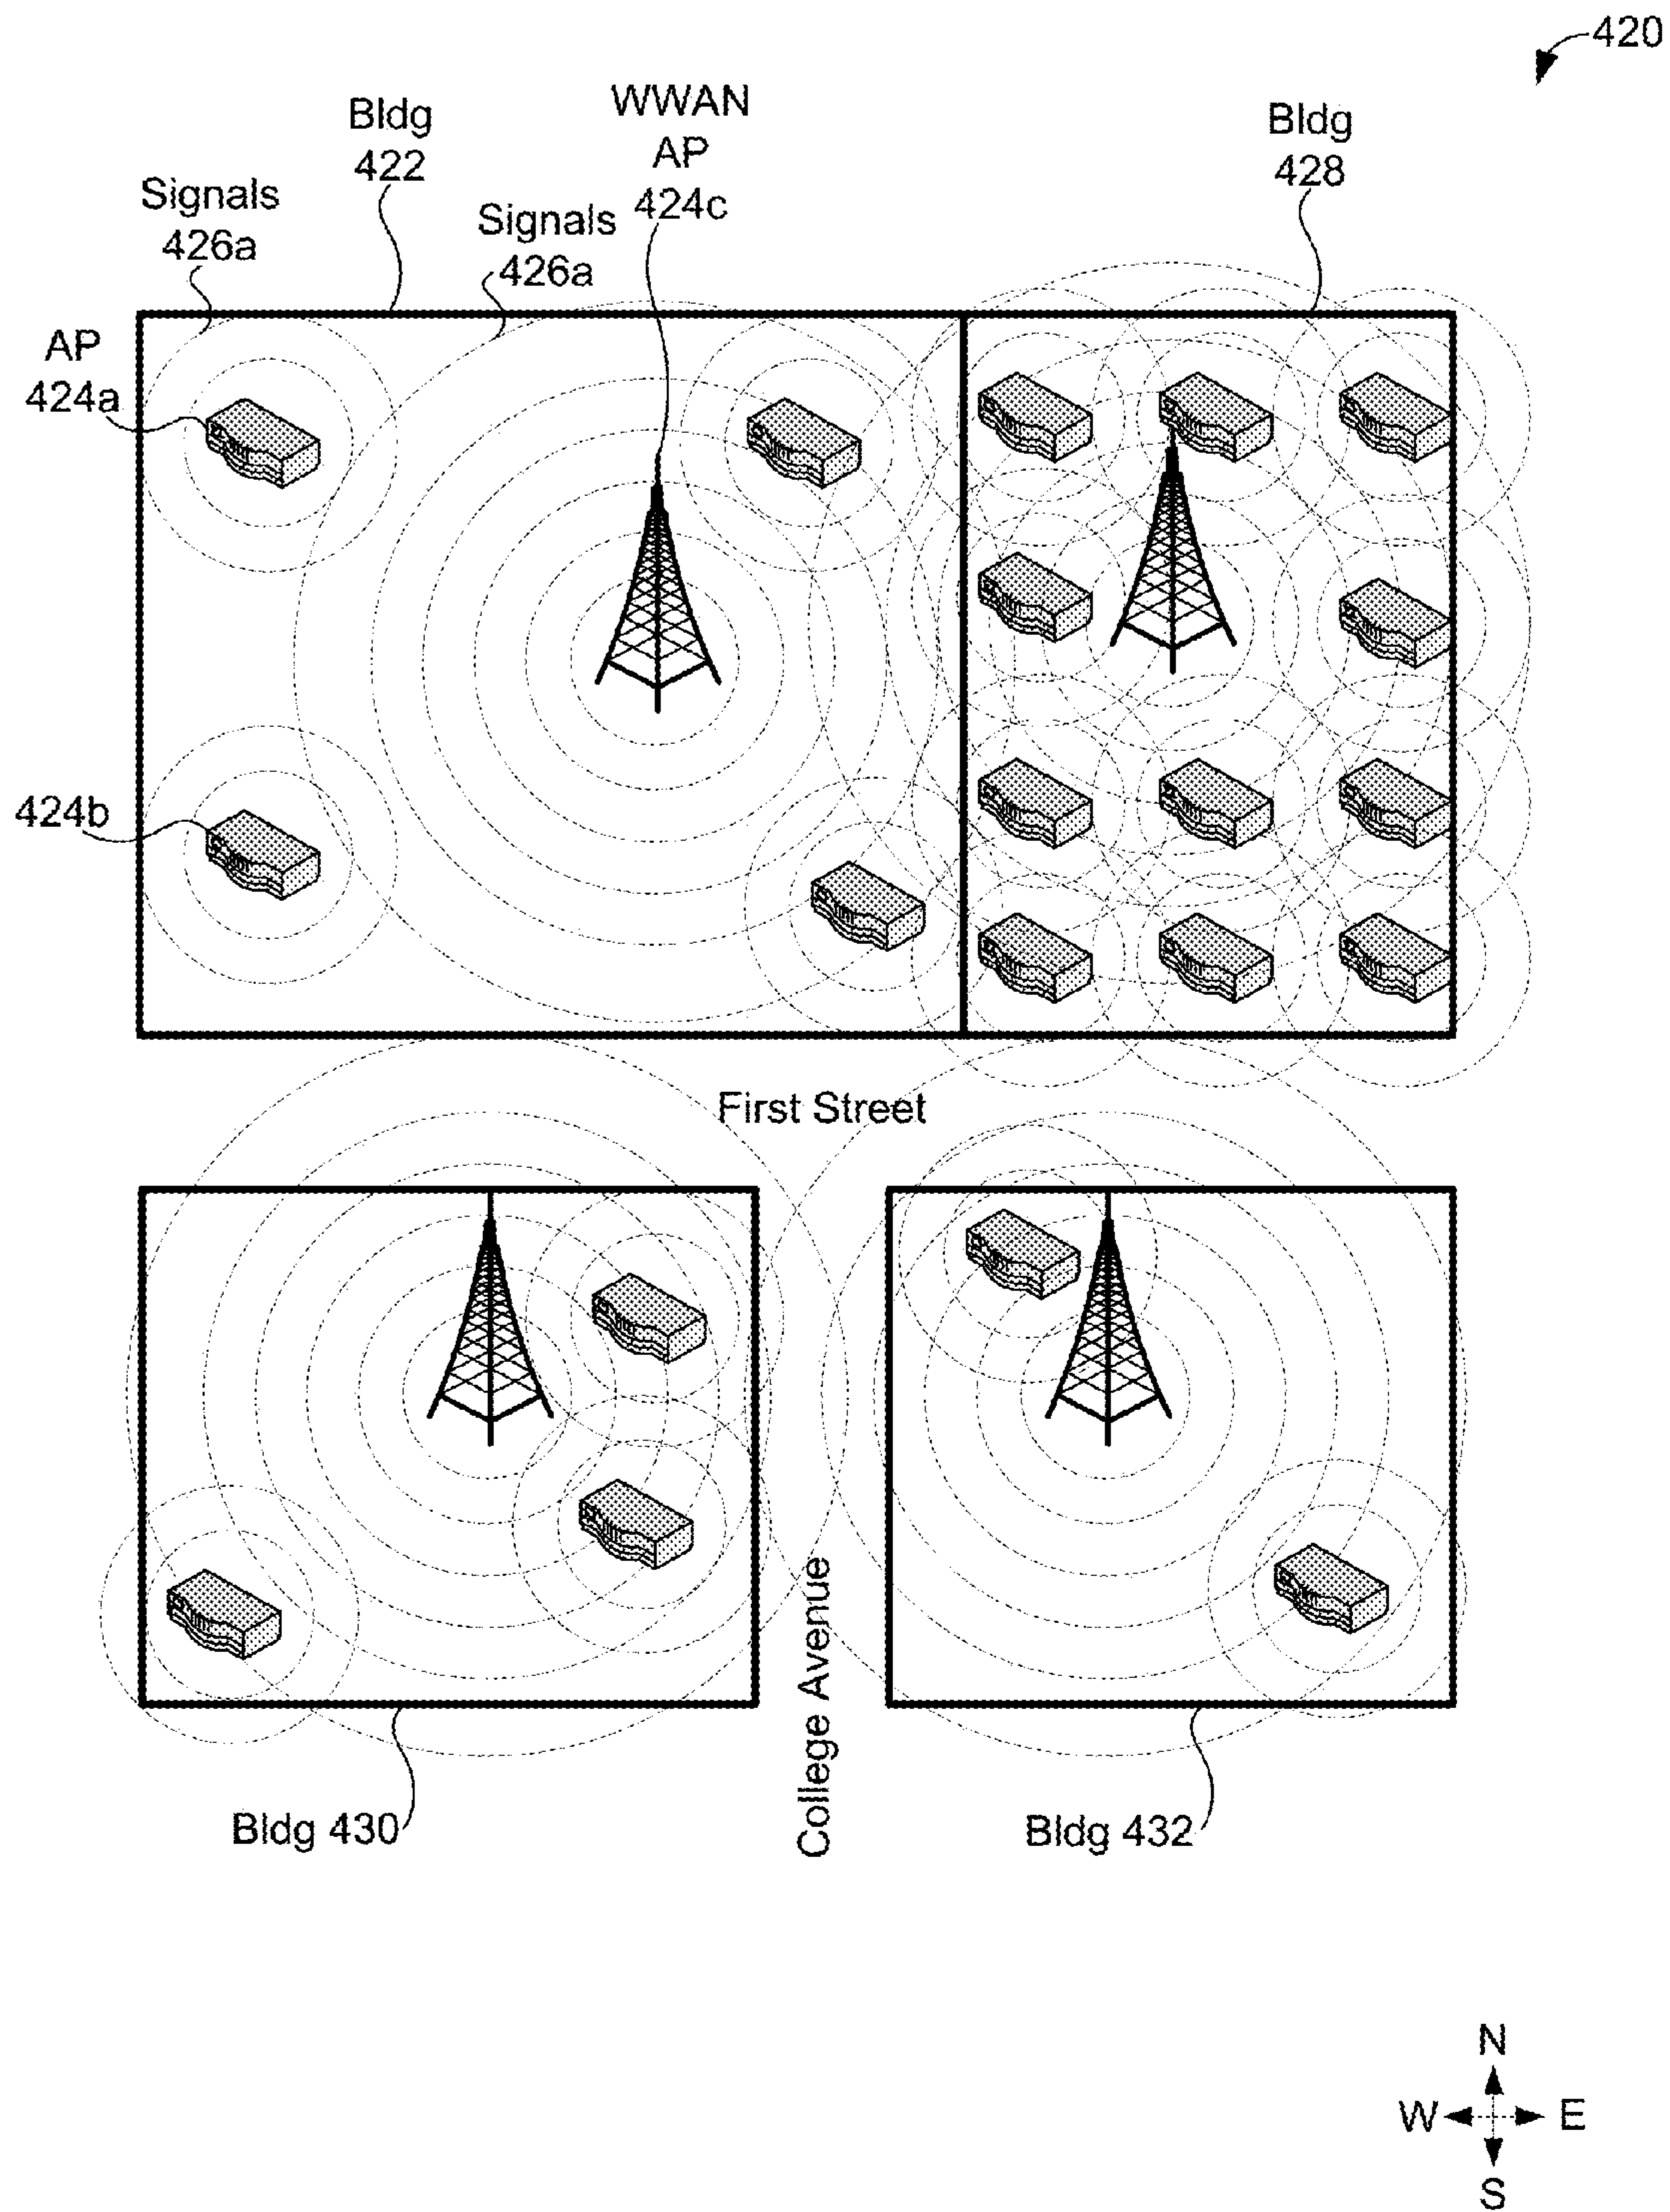 420
Bldg
422
WWAN
AP
424c
Bldg
428
Signals
426a
Signals
426a
AP
424a
424b
First Street
College Avenue
Bldg 430
Bldg 432
N
W
E
S